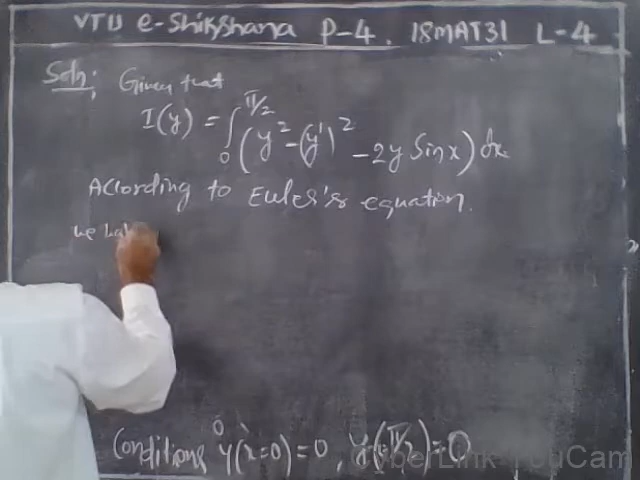 VTU e-Shikshana P-4. 18MAT31 L-4
Soln: Given that
I(y) = ∫₀^{π/2} (y² - (y')² - 2y Sin x) dx
According to Euler's equation.
we have
Conditions y(x=0)=0, y(π/2)=0
CyberLink YouCam